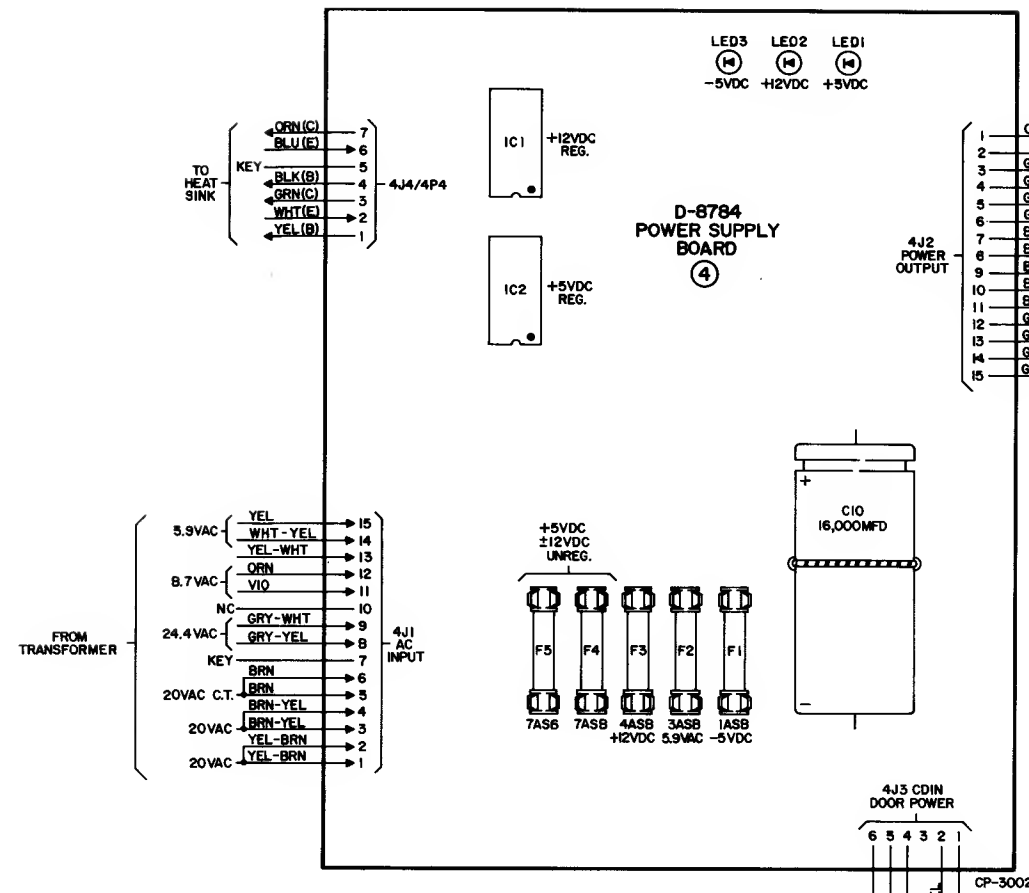 LED3 LED2 LED1
-5VDC +12VDC +5VDC
IC1
+12VDC
REG.
IC2
+5VDC
REG.
D-8784
POWER SUPPLY
BOARD
4
TO
HEAT
SINK
ORN(C) 7
BLU(E) 6
KEY 5
BLK(B) 4
GRN(C) 3
WHT(E) 2
YEL(B) 1
4J4/4P4
4J2
POWER
OUTPUT
1
2
3 G
4 G
5 G
6 G
7 B
8 B
9 B
10 B
11 B
12 G
13 G
14 G
15 G
+
C10
16,000MFD
-
FROM
TRANSFORMER
5.9VAC
YEL 15
WHT-YEL 14
YEL-WHT 13
8.7VAC
ORN 12
VIO 11
NC 10
24.4VAC
GRY-WHT 9
GRY-YEL 8
KEY 7
BRN 6
20VAC C.T. BRN 5
BRN-YEL 4
20VAC BRN-YEL 3
YEL-BRN 2
20VAC YEL-BRN 1
4J1
AC
INPUT
+5VDC
±12VDC
UNREG.
F5 F4 F3 F2 F1
7AS6 7ASB 4ASB 3ASB 1ASB
+12VDC 5.9VAC -5VDC
4J3 CDIN
DOOR POWER
6 5 4 3 2 1
CP-3002